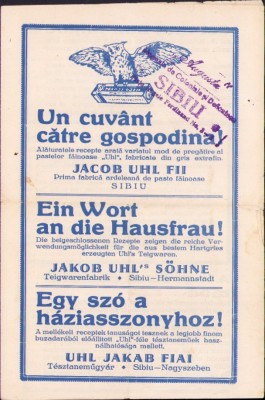 Un cuvânt
către gospodine!
Alăturatele recepte arată variatul mod de pregătire al
pastelor făinoase „Uhl", fabricate din gris extrafin.
JACOB UHL FII
Prima fabrică ardeleană de paste făinoase
SIBIU
SIBIU
Ein Wort
an die Hausfrau!
Die beigeschlossenen Rezepte zeigen die reiche Ver-
wendungsmöglichkeit für die aus bestem Hartgries
erzeugten Uhl's Teigwaren.
JAKOB UHL'S SÖHNE
Teigwarenfabrik • Sibiu—Hermannstadt
Egy szó a
háziasszonyhoz!
A mellékelt receptek tanuságot tesznek a legjobb finom
buzadarából előállitott „Uhl"-féle tésztanemüek hasz-
nálhatósága mellett.
UHL JAKAB FIAI
Tésztaneműgyár • Sibiu—Nagyszeben